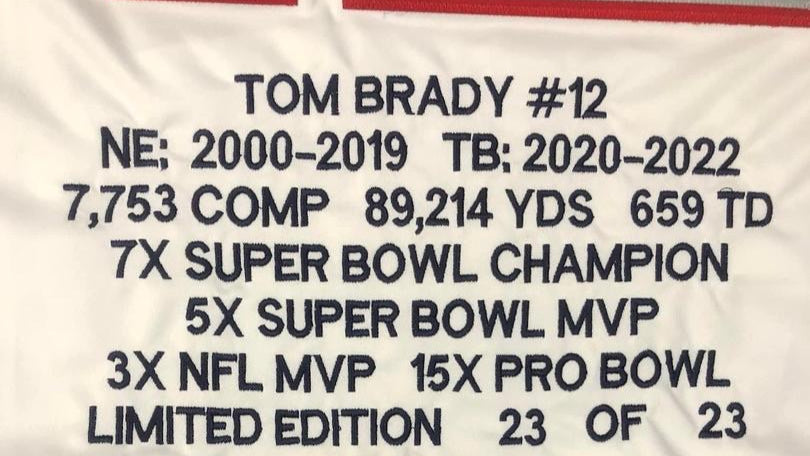 TOM BRADY #12
NE; 2000-2019 TB: 2020-2022
7,753 COMP 89,214 YDS 659 TD
7X SUPER BOWL CHAMPION
5X SUPER BOWL MVP
3X NFL MVP 15X PRO BOWL
LIMITED EDITION 23 OF 23